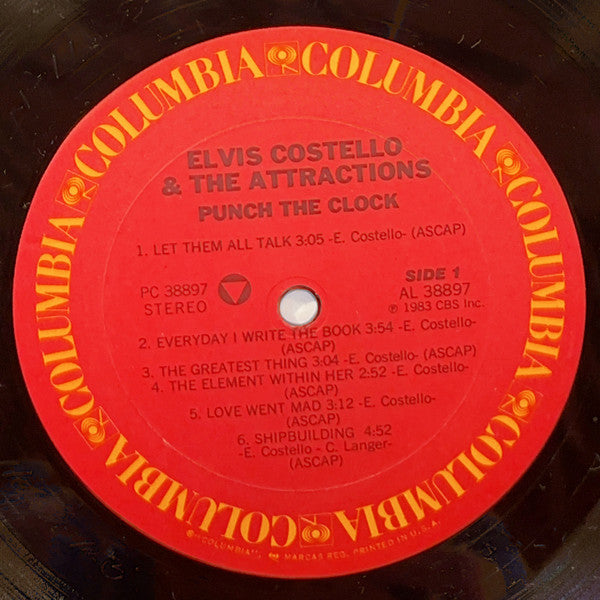 COLUMBIA COLUMBIA COLUMBIA COLUMBIA COLUMBIA COLUMBIA COLUMBIA COLUMBIA
ELVIS COSTELLO
& THE ATTRACTIONS
PUNCH THE CLOCK
1. LET THEM ALL TALK 3:05 -E. Costello- (ASCAP)
PC 38897
STEREO
SIDE 1
AL 38897
℗ 1983 CBS Inc.
2. EVERYDAY I WRITE THE BOOK 3:54 -E. Costello-
(ASCAP)
3. THE GREATEST THING 3:04 -E. Costello- (ASCAP)
4. THE ELEMENT WITHIN HER 2:52 -E. Costello-
(ASCAP)
5. LOVE WENT MAD 3:12 -E. Costello-
(ASCAP)
6. SHIPBUILDING 4:52
-E. Costello - C. Langer-
(ASCAP)
"COLUMBIA", MARCAS REG. PRINTED IN U.S.A.